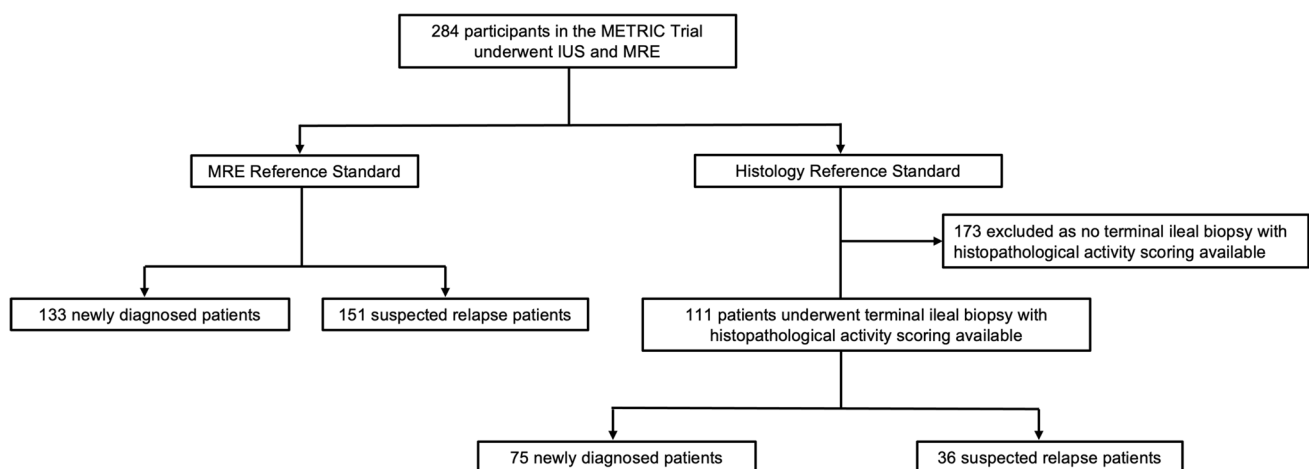 284 participants in the METRIC Trial
underwent IUS and MRE
MRE Reference Standard
Histology Reference Standard
173 excluded as no terminal ileal biopsy with
histopathological activity scoring available
133 newly diagnosed patients
151 suspected relapse patients
111 patients underwent terminal ileal biopsy with
histopathological activity scoring available
75 newly diagnosed patients
36 suspected relapse patients